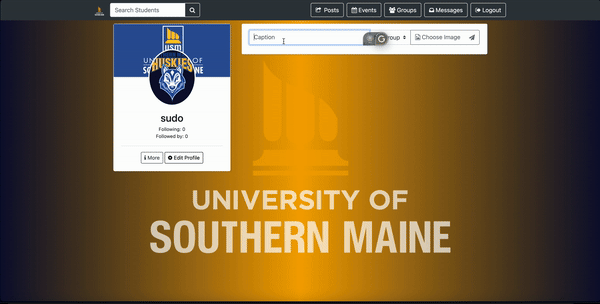 Search Students
Posts
Events
Groups
Messages
Logout
usm
UNIVERSITY OF
SOUTHERN MAINE
HUSKIES
sudo
Following: 0
Followed by: 0
More
Edit Profile
Caption
Choose Image
UNIVERSITY OF
SOUTHERN MAINE